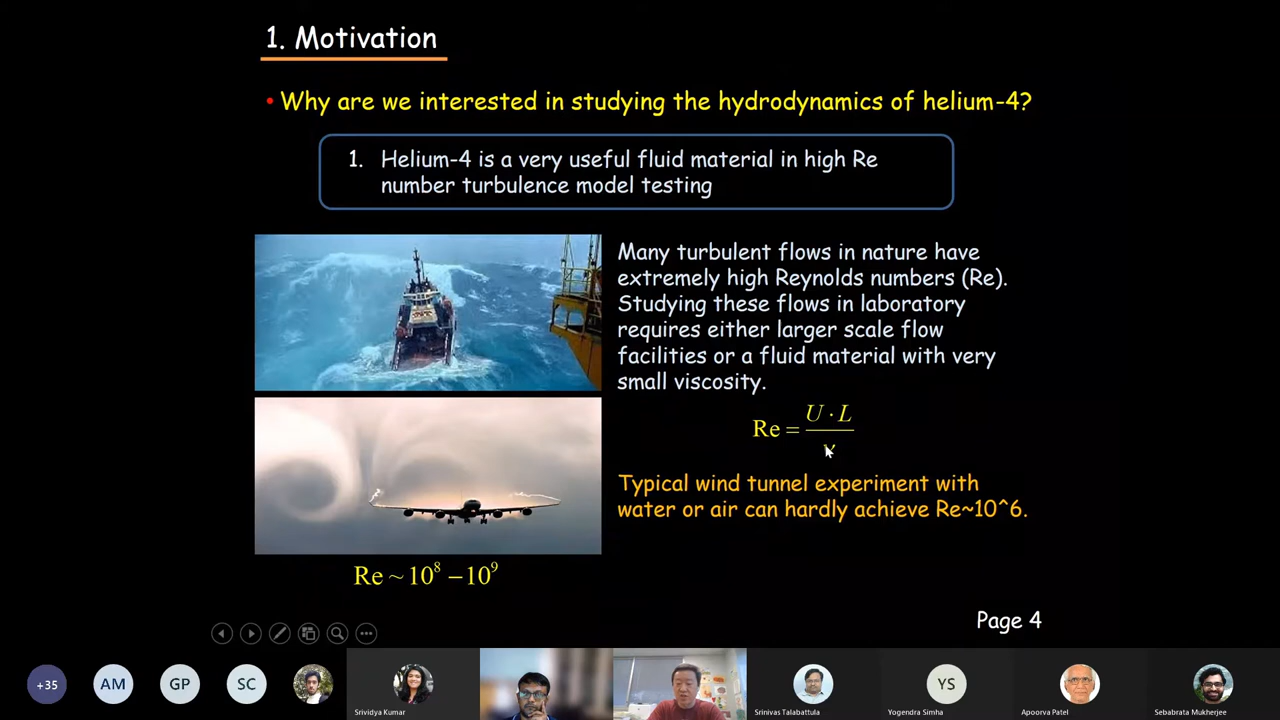 1. Motivation
• Why are we interested in studying the hydrodynamics of helium-4?
1. Helium-4 is a very useful fluid material in high Re
number turbulence model testing
Many turbulent flows in nature have
extremely high Reynolds numbers (Re).
Studying these flows in laboratory
requires either larger scale flow
facilities or a fluid material with very
small viscosity.
Re = U · L
Typical wind tunnel experiment with
water or air can hardly achieve Re~10^6.
Re ~ 10⁸ – 10⁹
Page 4
+35
AM
GP
SC
YS
Srividya Kumar
Srinivas Talabattula
Yogendra Simha
Apoorva Patel
Sebabrata Mukherjee